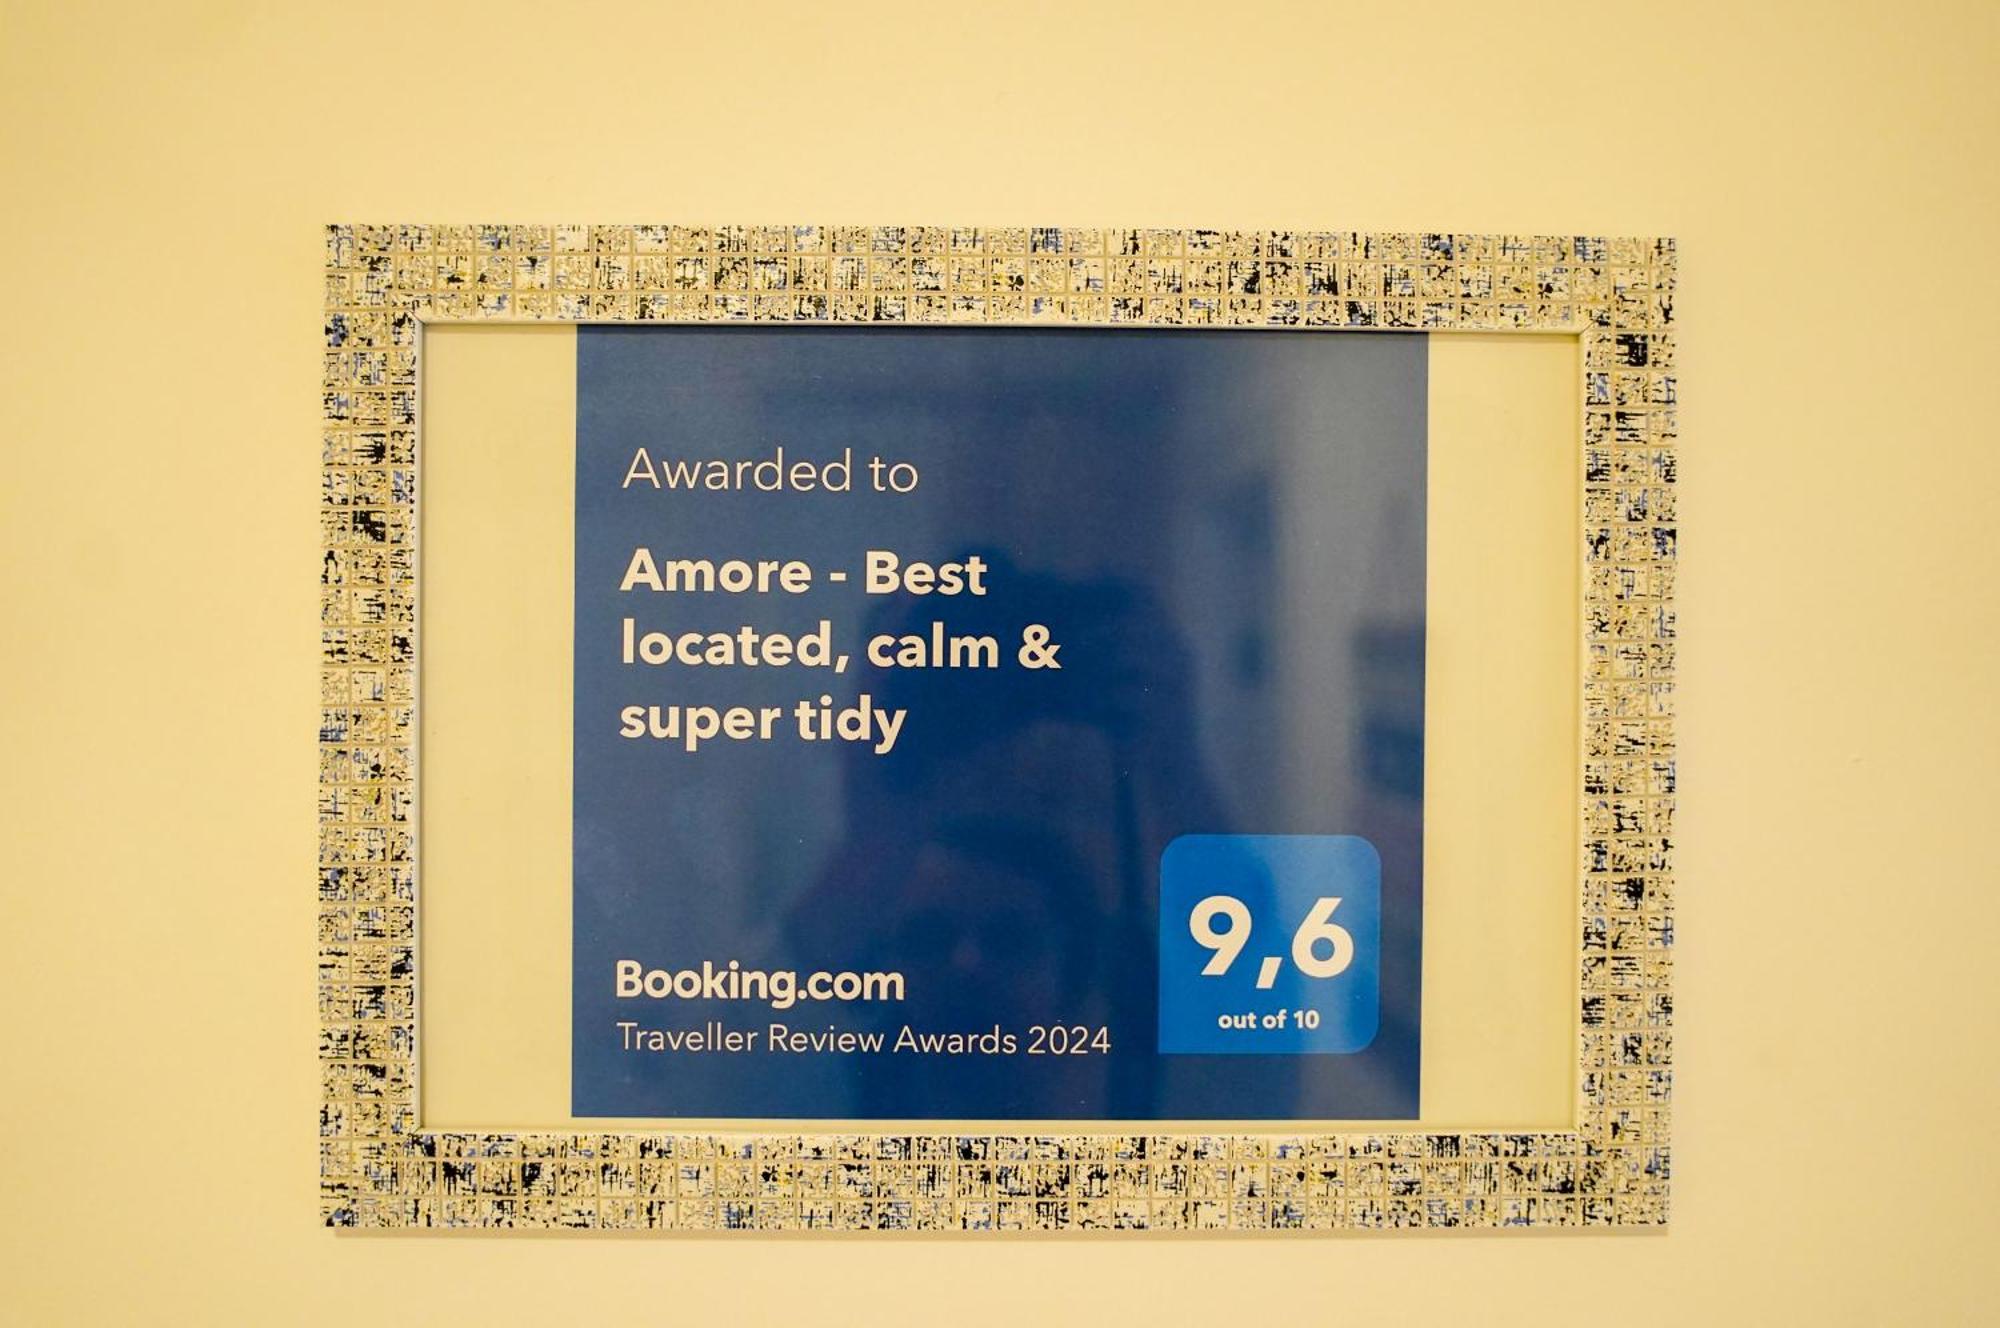 Awarded to
Amore - Best
located, calm &
super tidy
Booking.com
Traveller Review Awards 2024
9,6
out of 10